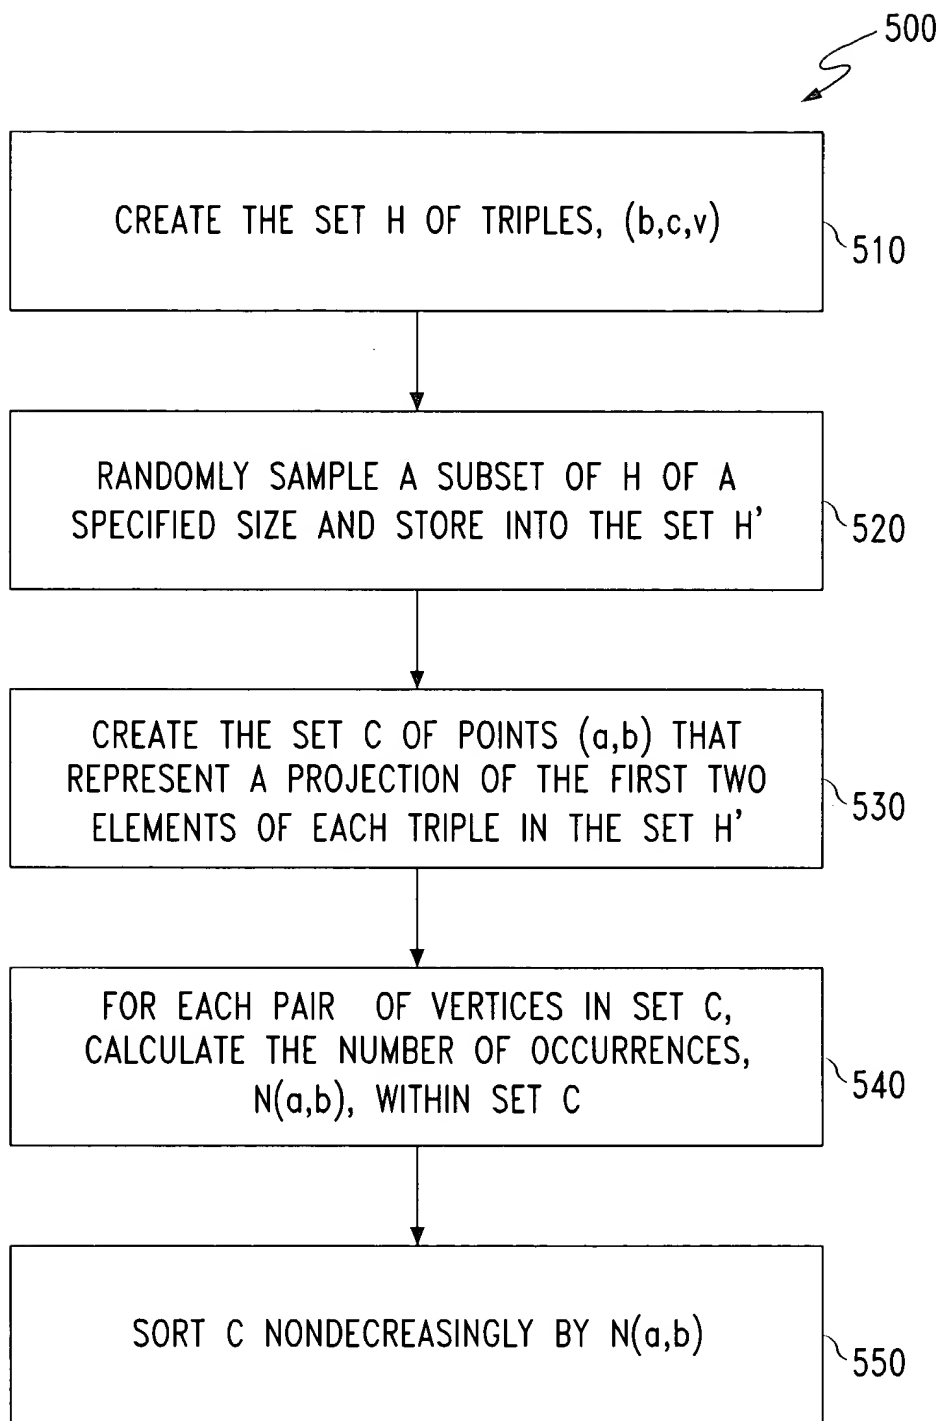 500
CREATE THE SET H OF TRIPLES, (b,c,v)
510
RANDOMLY SAMPLE A SUBSET OF H OF A
SPECIFIED SIZE AND STORE INTO THE SET H'
520
CREATE THE SET C OF POINTS (a,b) THAT
REPRESENT A PROJECTION OF THE FIRST TWO
ELEMENTS OF EACH TRIPLE IN THE SET H'
530
FOR EACH PAIR OF VERTICES IN SET C,
CALCULATE THE NUMBER OF OCCURRENCES,
N(a,b), WITHIN SET C
540
SORT C NONDECREASINGLY BY N(a,b)
550